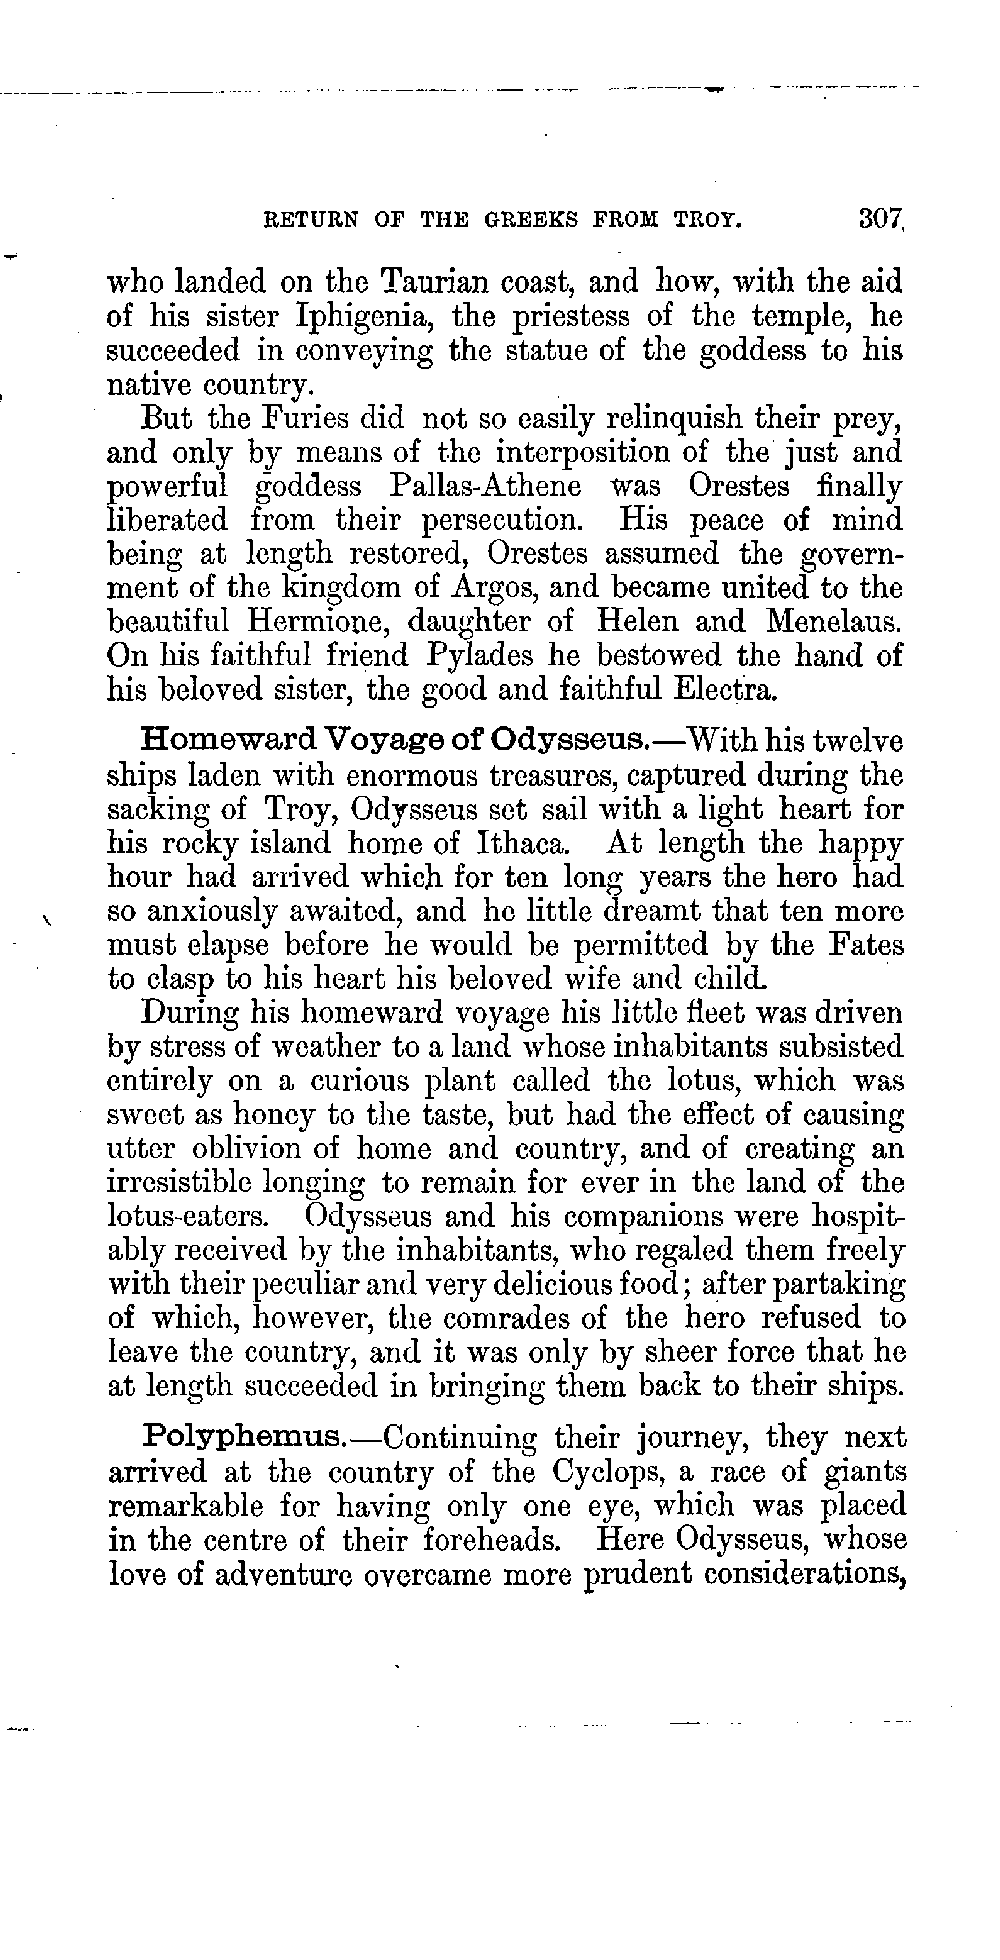 RETURN OF THE GREEKS FROM TROY. 307
who landed on the Taurian coast, and how, with the aid
of his sister Iphigenia, the priestess of the temple, he
succeeded in conveying the statue of the goddess to his
native country.
But the Furies did not so easily relinquish their prey,
and only by means of the interposition of the just and
powerful goddess Pallas-Athene was Orestes finally
liberated from their persecution. His peace of mind
being at length restored, Orestes assumed the govern-
ment of the kingdom of Argos, and became united to the
beautiful Hermione, daughter of Helen and Menelaus.
On his faithful friend Pylades he bestowed the hand of
his beloved sister, the good and faithful Electra.
Homeward Voyage of Odysseus.—With his twelve
ships laden with enormous treasures, captured during the
sacking of Troy, Odysseus set sail with a light heart for
his rocky island home of Ithaca. At length the happy
hour had arrived which for ten long years the hero had
so anxiously awaited, and he little dreamt that ten more
must elapse before he would be permitted by the Fates
to clasp to his heart his beloved wife and child.
During his homeward voyage his little fleet was driven
by stress of weather to a land whose inhabitants subsisted
entirely on a curious plant called the lotus, which was
sweet as honey to the taste, but had the effect of causing
utter oblivion of home and country, and of creating an
irresistible longing to remain for ever in the land of the
lotus-eaters. Odysseus and his companions were hospit-
ably received by the inhabitants, who regaled them freely
with their peculiar and very delicious food; after partaking
of which, however, the comrades of the hero refused to
leave the country, and it was only by sheer force that he
at length succeeded in bringing them back to their ships.
Polyphemus.—Continuing their journey, they next
arrived at the country of the Cyclops, a race of giants
remarkable for having only one eye, which was placed
in the centre of their foreheads. Here Odysseus, whose
love of adventure overcame more prudent considerations,